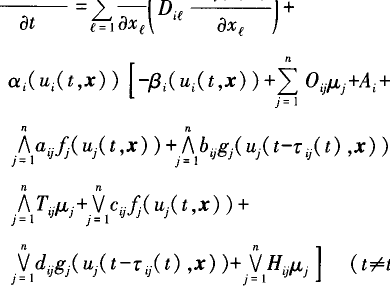 ∂t = ∑_{ℓ=1} ∂/∂x_ℓ ( D_{iℓ} ∂x_ℓ ) +
α_i(u_i(t,x)) [ -β_i(u_i(t,x)) + ∑_{j=1}^{n} O_{ij}μ_j + A_i +
⋀_{j=1}^{n} a_{ij}f_j(u_j(t,x)) + ⋀_{j=1}^{n} b_{ij}g_j(u_j(t-τ_{ij}(t),x))
⋀_{j=1}^{n} T_{ij}μ_j + ⋁_{j=1}^{n} c_{ij}f_j(u_j(t,x)) +
⋁_{j=1}^{n} d_{ij}g_j(u_j(t-τ_{ij}(t),x)) + ⋁_{j=1}^{n} H_{ij}μ_j ] (t≠t